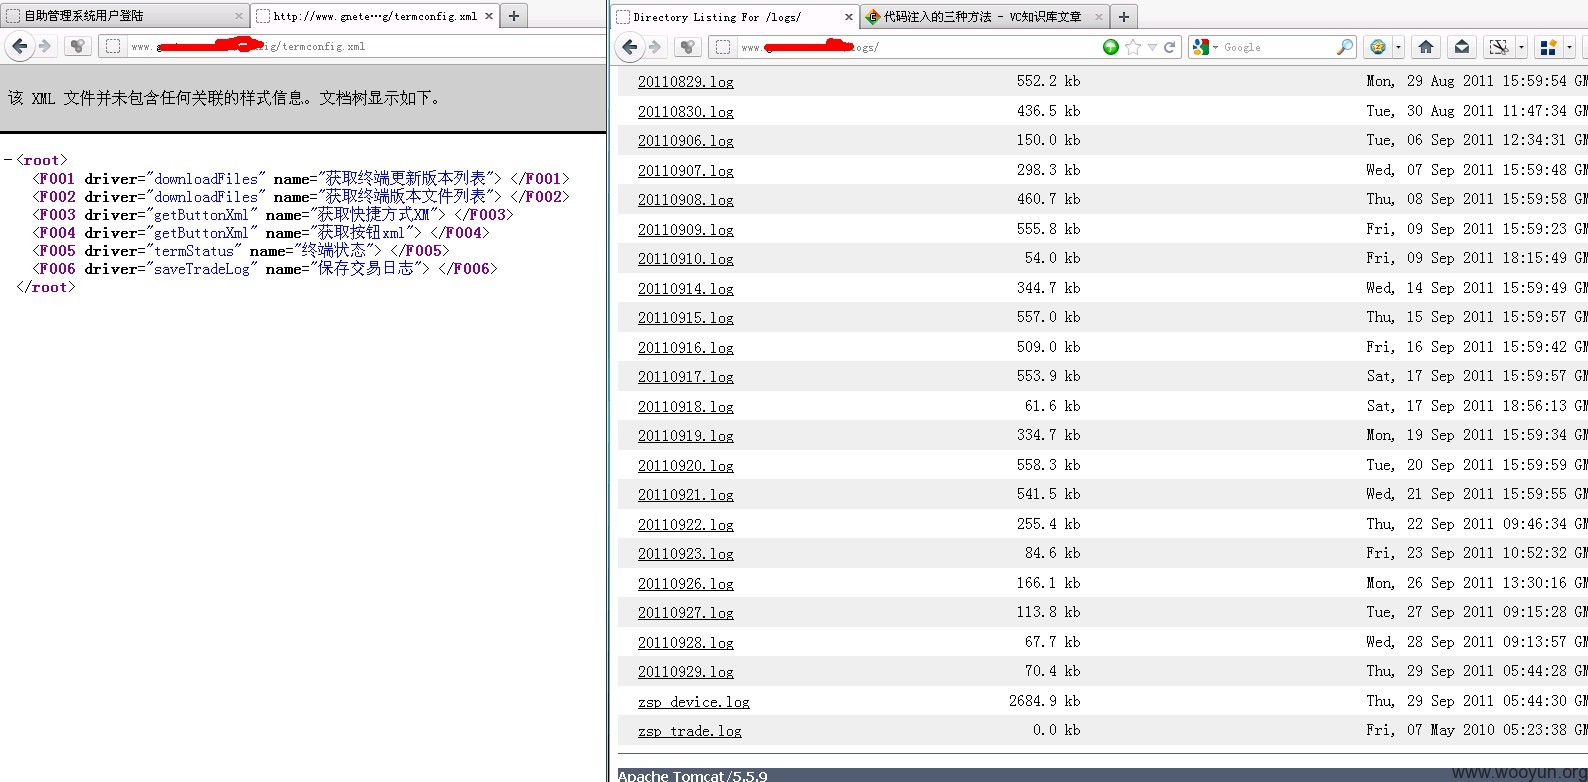 自助管理系统用户登陆
http://www.gnete···g/termconfig.xml
www.
ig/termconfig.xml
该 XML 文件并未包含任何关联的样式信息。文档树显示如下。
- <root>
<F001 driver="downloadFiles" name="获取终端更新版本列表"> </F001>
<F002 driver="downloadFiles" name="获取终端版本文件列表"> </F002>
<F003 driver="getButtonXml" name="获取快捷方式XM"> </F003>
<F004 driver="getButtonXml" name="获取按钮xml"> </F004>
<F005 driver="termStatus" name="终端状态"> </F005>
<F006 driver="saveTradeLog" name="保存交易日志"> </F006>
</root>
Directory Listing For /logs/
代码注入的三种方法 - VC知识库文章
www.
logs/
Google
20110829.log 552.2 kb Mon, 29 Aug 2011 15:59:54 GM
20110830.log 436.5 kb Tue, 30 Aug 2011 11:47:34 GM
20110906.log 150.0 kb Tue, 06 Sep 2011 12:34:31 GM
20110907.log 298.3 kb Wed, 07 Sep 2011 15:59:48 GM
20110908.log 460.7 kb Thu, 08 Sep 2011 15:59:58 GM
20110909.log 555.8 kb Fri, 09 Sep 2011 15:59:23 GM
20110910.log 54.0 kb Fri, 09 Sep 2011 18:15:49 GM
20110914.log 344.7 kb Wed, 14 Sep 2011 15:59:49 GM
20110915.log 557.0 kb Thu, 15 Sep 2011 15:59:57 GM
20110916.log 509.0 kb Fri, 16 Sep 2011 15:59:42 GM
20110917.log 553.9 kb Sat, 17 Sep 2011 15:59:57 GM
20110918.log 61.6 kb Sat, 17 Sep 2011 18:56:13 GM
20110919.log 334.7 kb Mon, 19 Sep 2011 15:59:34 GM
20110920.log 558.3 kb Tue, 20 Sep 2011 15:59:59 GM
20110921.log 541.5 kb Wed, 21 Sep 2011 15:59:55 GM
20110922.log 255.4 kb Thu, 22 Sep 2011 09:46:34 GM
20110923.log 84.6 kb Fri, 23 Sep 2011 10:52:32 GM
20110926.log 166.1 kb Mon, 26 Sep 2011 13:30:16 GM
20110927.log 113.8 kb Tue, 27 Sep 2011 09:15:28 GM
20110928.log 67.7 kb Wed, 28 Sep 2011 09:13:57 GM
20110929.log 70.4 kb Thu, 29 Sep 2011 05:44:28 GM
zsp_device.log 2684.9 kb Thu, 29 Sep 2011 05:44:30 GM
zsp_trade.log 0.0 kb Fri, 07 May 2010 05:23:38 GM
Apache Tomcat/5.5.9
www.wooyun.org